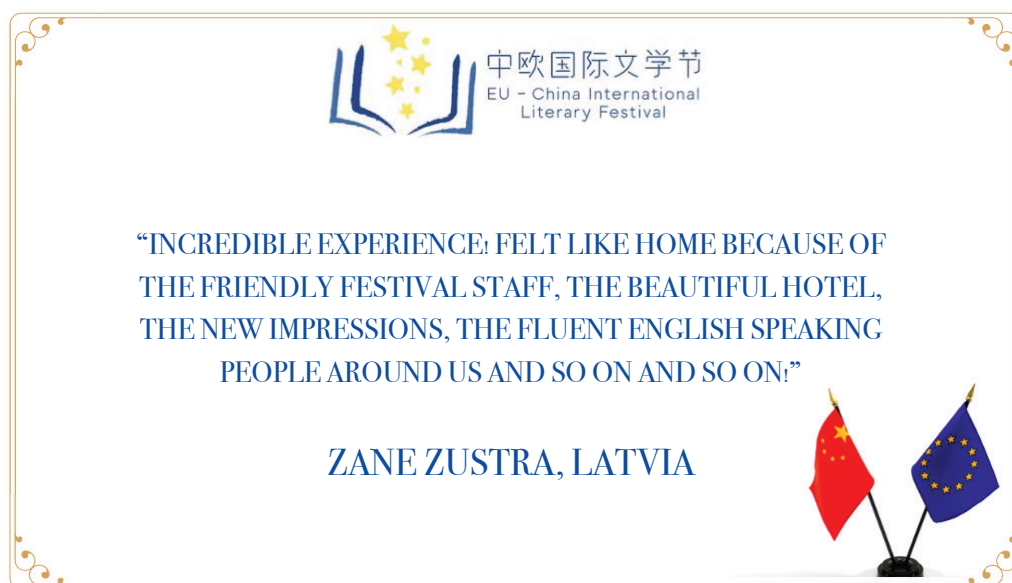 中欧国际文学节
EU - China International
Literary Festival
“INCREDIBLE EXPERIENCE! FELT LIKE HOME BECAUSE OF
THE FRIENDLY FESTIVAL STAFF, THE BEAUTIFUL HOTEL,
THE NEW IMPRESSIONS, THE FLUENT ENGLISH SPEAKING
PEOPLE AROUND US AND SO ON AND SO ON!”
ZANE ZUSTRA, LATVIA